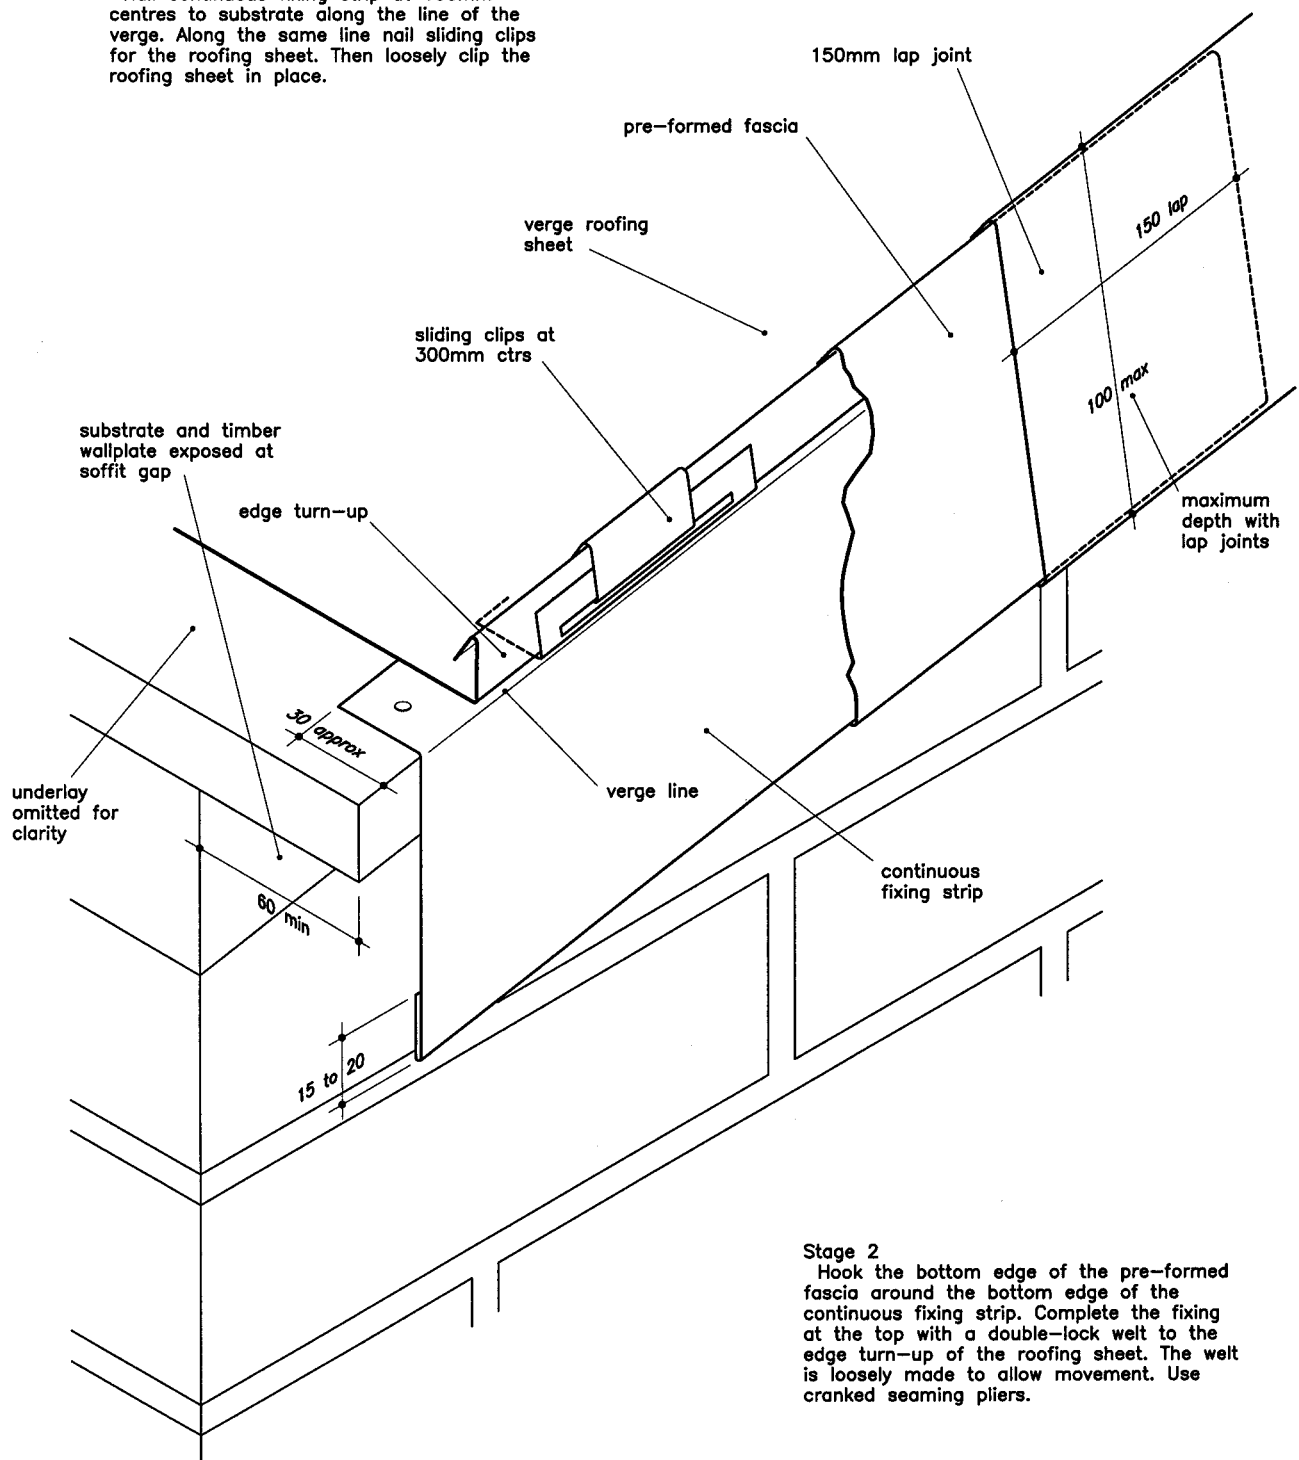 centres to substrate along the line of the
verge. Along the same line nail sliding clips
for the roofing sheet. Then loosely clip the
roofing sheet in place.
150mm lap joint
pre-formed fascia
verge roofing
sheet
150 lap
sliding clips at
300mm ctrs
100 max
substrate and timber
wallplate exposed at
soffit gap
edge turn-up
maximum
depth with
lap joints
30 approx
underlay
omitted for
clarity
verge line
continuous
fixing strip
60 min
15 to 20
Stage 2
Hook the bottom edge of the pre-formed
fascia around the bottom edge of the
continuous fixing strip. Complete the fixing
at the top with a double-lock welt to the
edge turn-up of the roofing sheet. The welt
is loosely made to allow movement. Use
cranked seaming pliers.